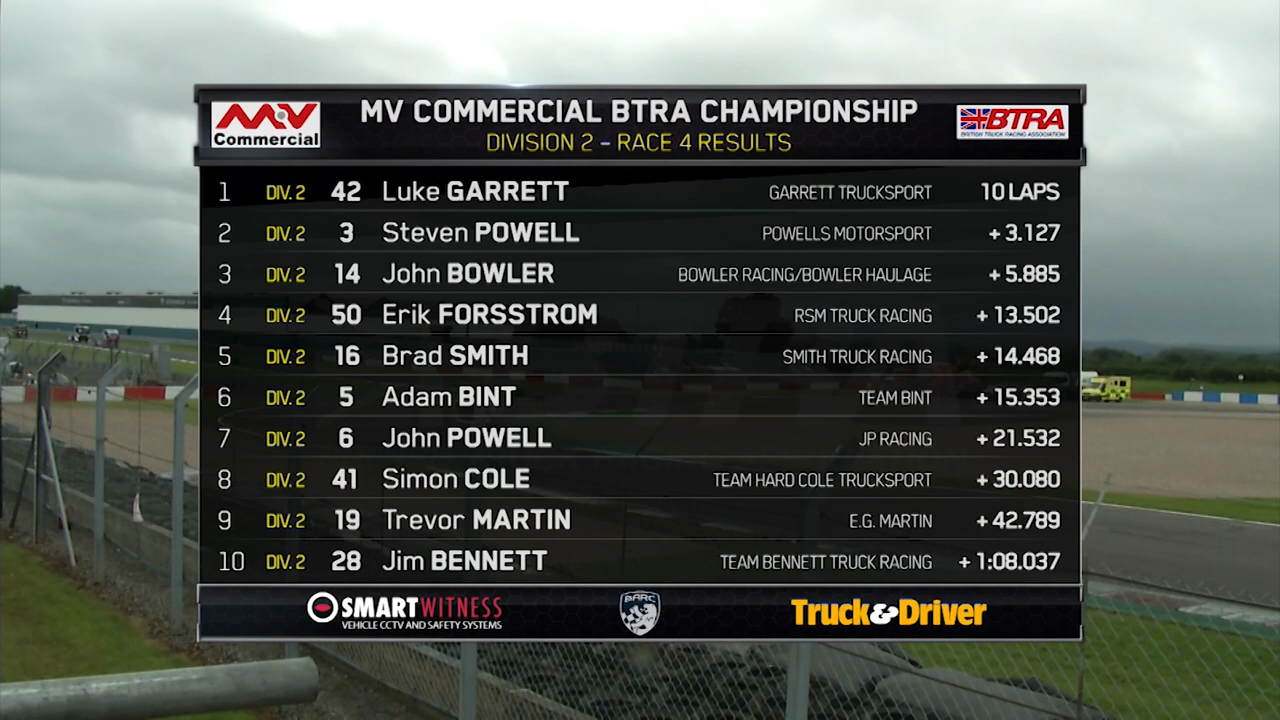 MV Commercial
MV COMMERCIAL BTRA CHAMPIONSHIP
DIVISION 2 - RACE 4 RESULTS
BTRA
BRITISH TRUCK RACING ASSOCIATION
1 DIV. 2 42 Luke GARRETT GARRETT TRUCKSPORT 10 LAPS
2 DIV. 2 3 Steven POWELL POWELLS MOTORSPORT + 3.127
3 DIV. 2 14 John BOWLER BOWLER RACING/BOWLER HAULAGE + 5.885
4 DIV. 2 50 Erik FORSSTROM RSM TRUCK RACING + 13.502
5 DIV. 2 16 Brad SMITH SMITH TRUCK RACING + 14.468
6 DIV. 2 5 Adam BINT TEAM BINT + 15.353
7 DIV. 2 6 John POWELL JP RACING + 21.532
8 DIV. 2 41 Simon COLE TEAM HARD COLE TRUCKSPORT + 30.080
9 DIV. 2 19 Trevor MARTIN E.G. MARTIN + 42.789
10 DIV. 2 28 Jim BENNETT TEAM BENNETT TRUCK RACING + 1:08.037
SMARTWITNESS
VEHICLE CCTV AND SAFETY SYSTEMS
BARC
Truck&Driver